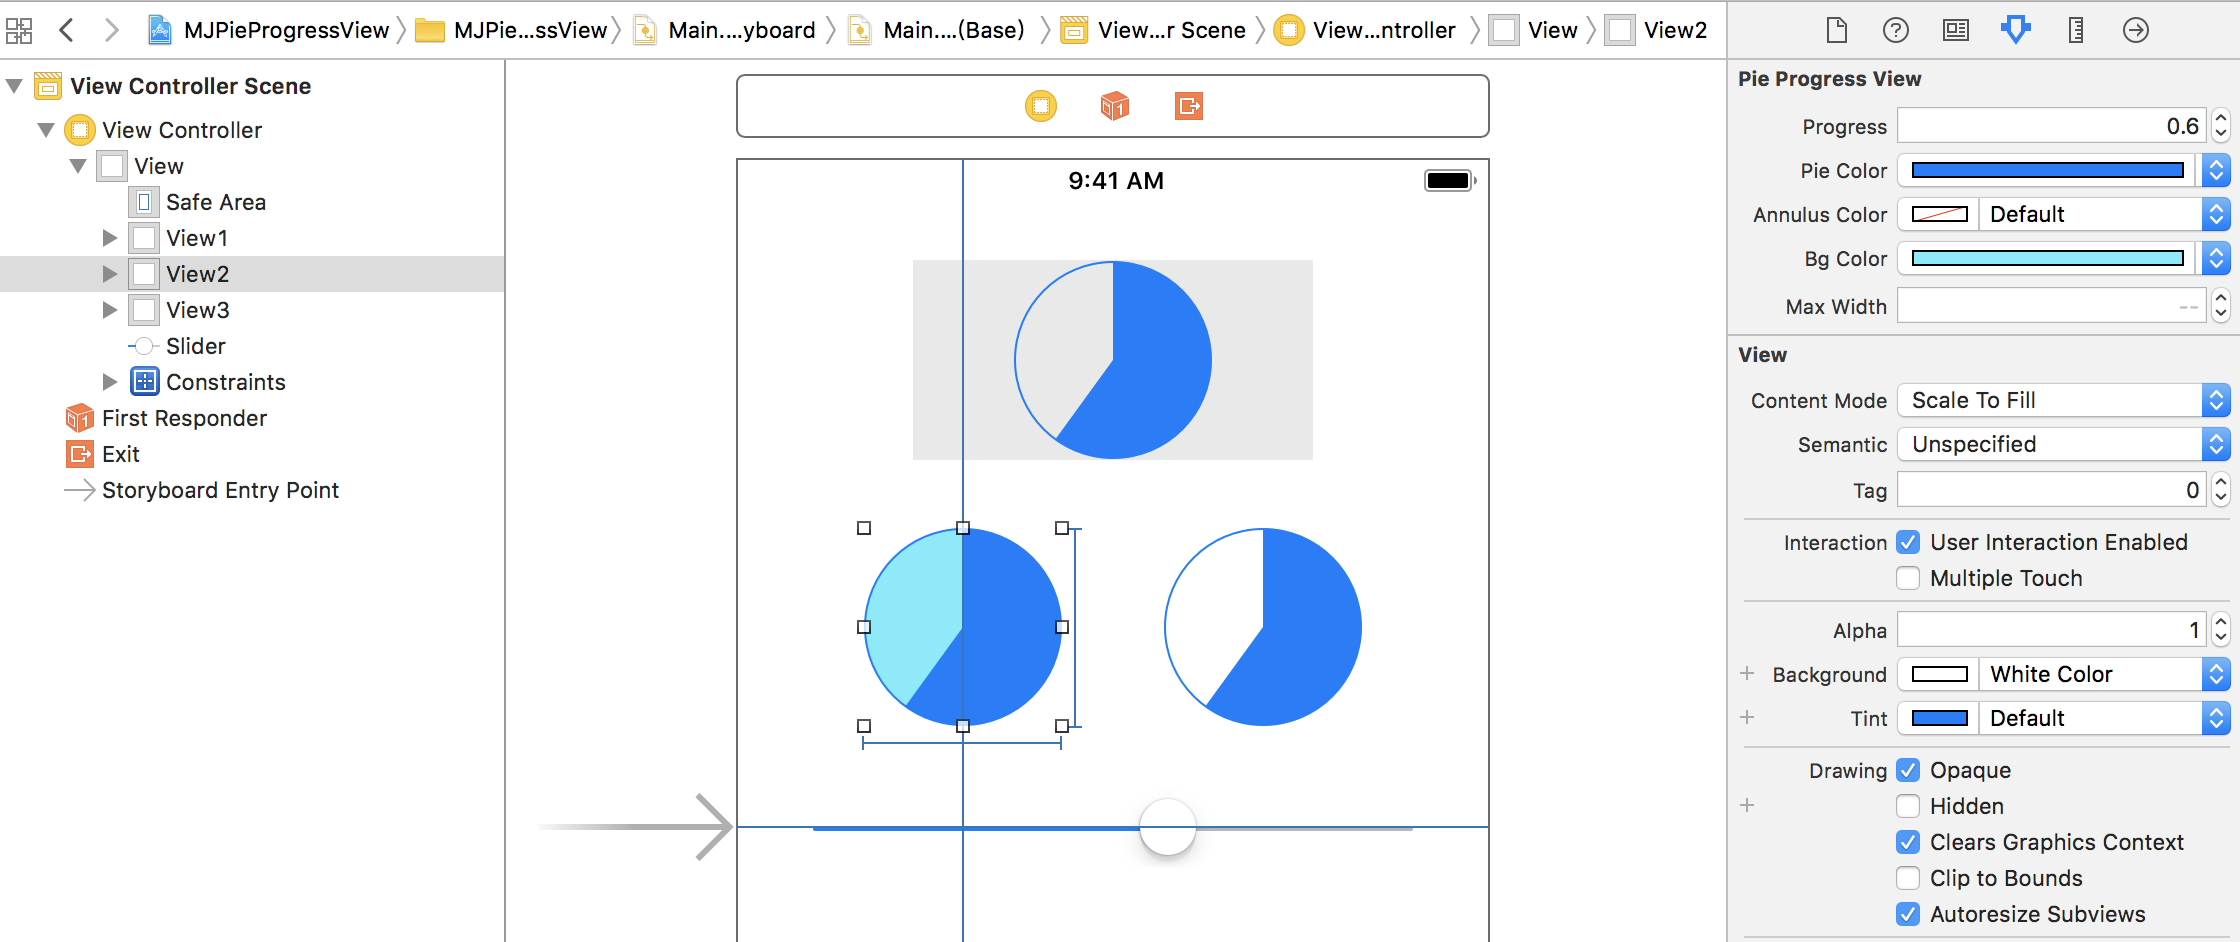 MJPieProgressView MJPie...ssView Main....yboard Main....(Base) View...r Scene View...ntroller View View2
View Controller Scene
View Controller
View
Safe Area
View1
View2
View3
Slider
Constraints
First Responder
Exit
Storyboard Entry Point
9:41 AM
Pie Progress View
Progress 0.6
Pie Color
Annulus Color Default
Bg Color
Max Width --
View
Content Mode Scale To Fill
Semantic Unspecified
Tag 0
Interaction User Interaction Enabled
Multiple Touch
Alpha 1
+ Background White Color
+ Tint Default
Drawing Opaque
+ Hidden
Clears Graphics Context
Clip to Bounds
Autoresize Subviews